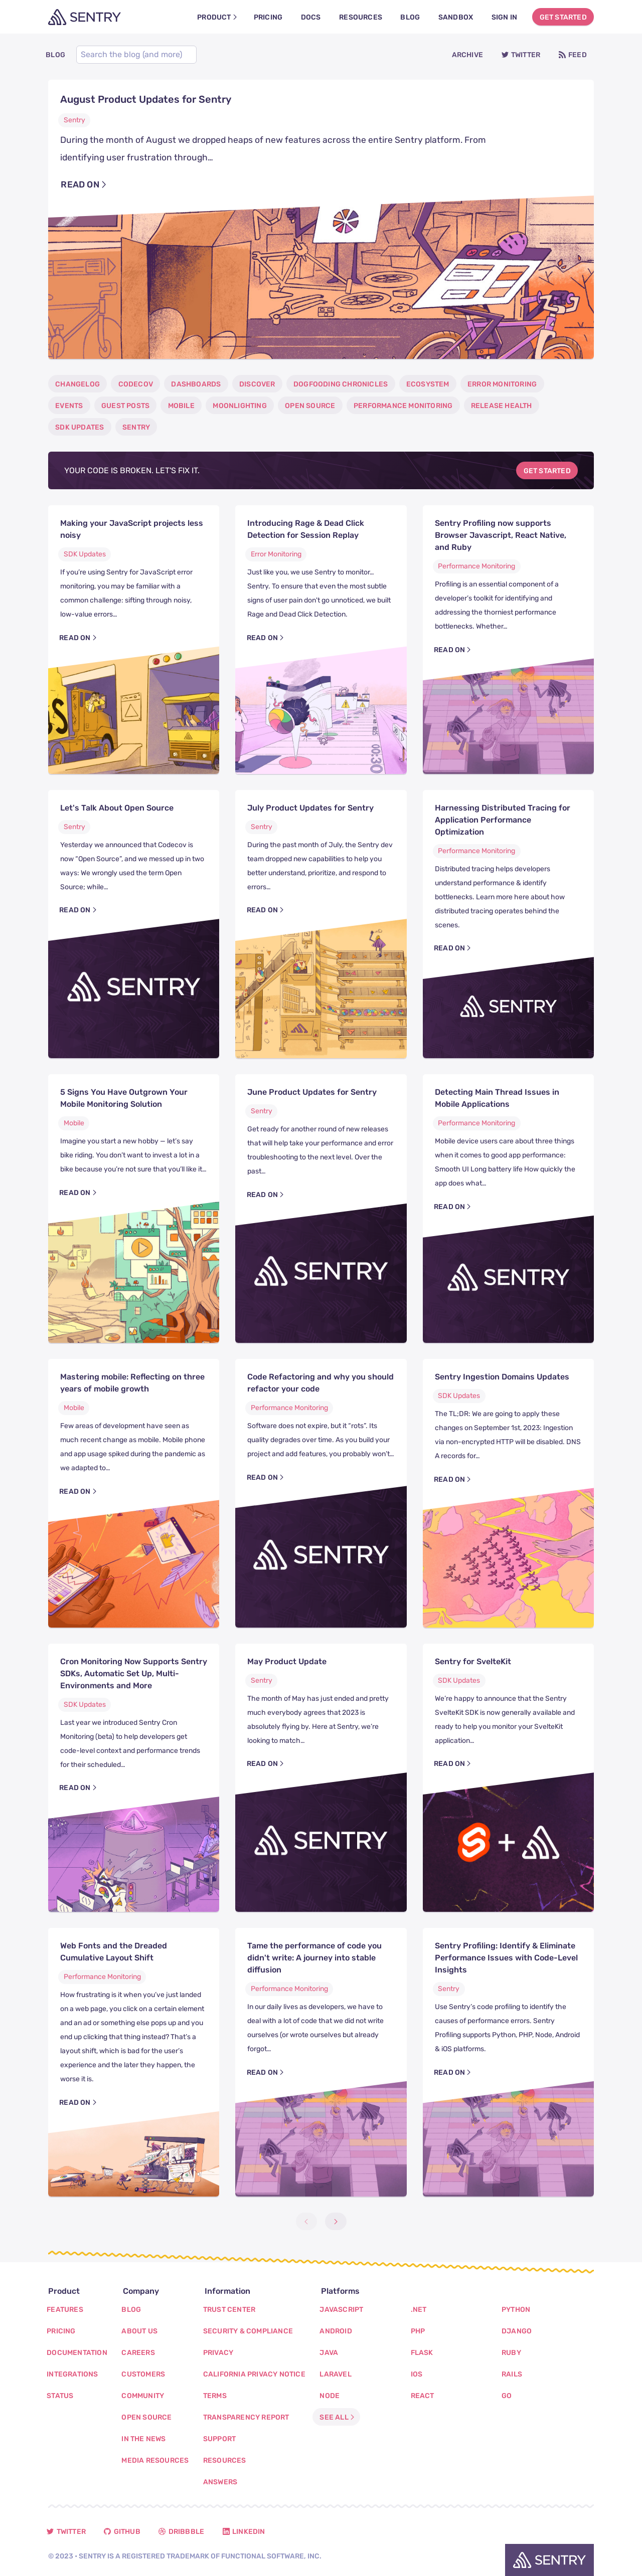 SENTRY
PRODUCT
PRICING
DOCS
RESOURCES
BLOG
SANDBOX
SIGN IN
GET STARTED
BLOG
Search the blog (and more)
ARCHIVE
TWITTER
FEED
August Product Updates for Sentry
Sentry
During the month of August we dropped heaps of new features across the entire Sentry platform. From
identifying user frustration through…
READ ON
CHANGELOG
CODECOV
DASHBOARDS
DISCOVER
DOGFOODING CHRONICLES
ECOSYSTEM
ERROR MONITORING
EVENTS
GUEST POSTS
MOBILE
MOONLIGHTING
OPEN SOURCE
PERFORMANCE MONITORING
RELEASE HEALTH
SDK UPDATES
SENTRY
YOUR CODE IS BROKEN. LET'S FIX IT.
GET STARTED
Making your JavaScript projects less
noisy
SDK Updates
If you're using Sentry for JavaScript error
monitoring, you may be familiar with a
common challenge: sifting through noisy,
low-value errors…
READ ON
Introducing Rage & Dead Click
Detection for Session Replay
Error Monitoring
Just like you, we use Sentry to monitor…
Sentry. To ensure that even the most subtle
signs of user pain don't go unnoticed, we built
Rage and Dead Click Detection.
READ ON
00:30
Sentry Profiling now supports
Browser Javascript, React Native,
and Ruby
Performance Monitoring
Profiling is an essential component of a
developer's toolkit for identifying and
addressing the thorniest performance
bottlenecks. Whether…
READ ON
Let's Talk About Open Source
Sentry
Yesterday we announced that Codecov is
now "Open Source", and we messed up in two
ways: We wrongly used the term Open
Source; while…
READ ON
SENTRY
July Product Updates for Sentry
Sentry
During the past month of July, the Sentry dev
team dropped new capabilities to help you
better understand, prioritize, and respond to
errors…
READ ON
Harnessing Distributed Tracing for
Application Performance
Optimization
Performance Monitoring
Distributed tracing helps developers
understand performance & identify
bottlenecks. Learn more here about how
distributed tracing operates behind the
scenes.
READ ON
SENTRY
5 Signs You Have Outgrown Your
Mobile Monitoring Solution
Mobile
Imagine you start a new hobby — let's say
bike riding. You don't want to invest a lot in a
bike because you're not sure that you'll like it…
READ ON
June Product Updates for Sentry
Sentry
Get ready for another round of new releases
that will help take your performance and error
troubleshooting to the next level. Over the
past…
READ ON
SENTRY
Detecting Main Thread Issues in
Mobile Applications
Performance Monitoring
Mobile device users care about three things
when it comes to good app performance:
Smooth UI Long battery life How quickly the
app does what…
READ ON
SENTRY
Mastering mobile: Reflecting on three
years of mobile growth
Mobile
Few areas of development have seen as
much recent change as mobile. Mobile phone
and app usage spiked during the pandemic as
we adapted to…
READ ON
Code Refactoring and why you should
refactor your code
Performance Monitoring
Software does not expire, but it "rots". Its
quality degrades over time. As you build your
project and add features, you probably won't…
READ ON
SENTRY
Sentry Ingestion Domains Updates
SDK Updates
The TL;DR: We are going to apply these
changes on September 1st, 2023: Ingestion
via non-encrypted HTTP will be disabled. DNS
A records for…
READ ON
Cron Monitoring Now Supports Sentry
SDKs, Automatic Set Up, Multi-
Environments and More
SDK Updates
Last year we introduced Sentry Cron
Monitoring (beta) to help developers get
code-level context and performance trends
for their scheduled…
READ ON
May Product Update
Sentry
The month of May has just ended and pretty
much everybody agrees that 2023 is
absolutely flying by. Here at Sentry, we're
looking to match…
READ ON
SENTRY
Sentry for SvelteKit
SDK Updates
We're happy to announce that the Sentry
SvelteKit SDK is now generally available and
ready to help you monitor your SvelteKit
application…
READ ON
+
Web Fonts and the Dreaded
Cumulative Layout Shift
Performance Monitoring
How frustrating is it when you've just landed
on a web page, you click on a certain element
and an ad or something else pops up and you
end up clicking that thing instead? That's a
layout shift, which is bad for the user's
experience and the later they happen, the
worse it is.
READ ON
Tame the performance of code you
didn't write: A journey into stable
diffusion
Performance Monitoring
In our daily lives as developers, we have to
deal with a lot of code that we did not write
ourselves (or wrote ourselves but already
forgot…
READ ON
Sentry Profiling: Identify & Eliminate
Performance Issues with Code-Level
Insights
Sentry
Use Sentry's code profiling to identify the
causes of performance errors. Sentry
Profiling supports Python, PHP, Node, Android
& iOS platforms.
READ ON
Product
FEATURES
PRICING
DOCUMENTATION
INTEGRATIONS
STATUS
Company
BLOG
ABOUT US
CAREERS
CUSTOMERS
COMMUNITY
OPEN SOURCE
IN THE NEWS
MEDIA RESOURCES
Information
TRUST CENTER
SECURITY & COMPLIANCE
PRIVACY
CALIFORNIA PRIVACY NOTICE
TERMS
TRANSPARENCY REPORT
SUPPORT
RESOURCES
ANSWERS
Platforms
JAVASCRIPT
ANDROID
JAVA
LARAVEL
NODE
SEE ALL
.NET
PHP
FLASK
IOS
REACT
PYTHON
DJANGO
RUBY
RAILS
GO
TWITTER
GITHUB
DRIBBBLE
LINKEDIN
© 2023 • SENTRY IS A REGISTERED TRADEMARK OF FUNCTIONAL SOFTWARE, INC.
SENTRY